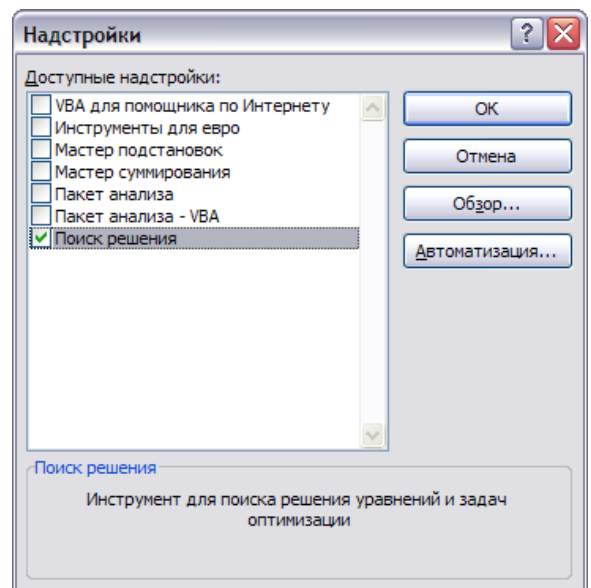 Надстройки
Доступные надстройки:
VBA для помощника по Интернету
Инструменты для евро
Мастер подстановок
Мастер суммирования
Пакет анализа
Пакет анализа - VBA
Поиск решения
ОК
Отмена
Обзор...
Автоматизация...
Поиск решения
Инструмент для поиска решения уравнений и задач
оптимизации